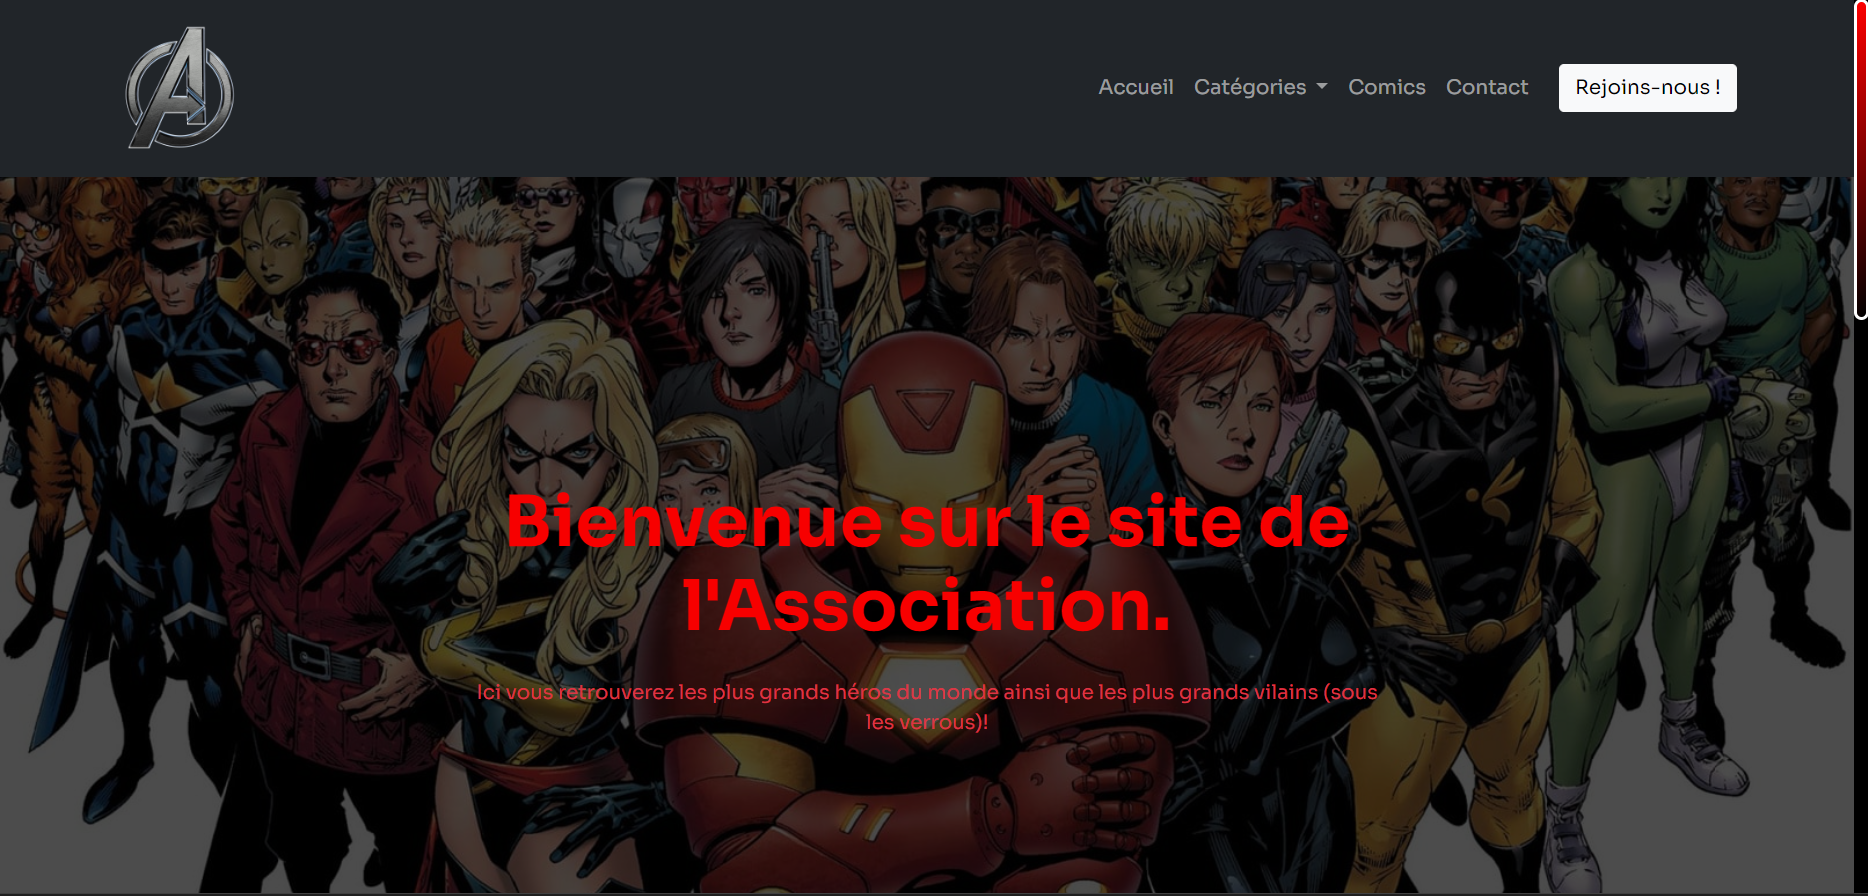 Accueil Catégories Comics Contact Rejoins-nous !
Bienvenue sur le site de
l'Association.
Ici vous retrouverez les plus grands héros du monde ainsi que les plus grands vilains (sous
les verrous)!